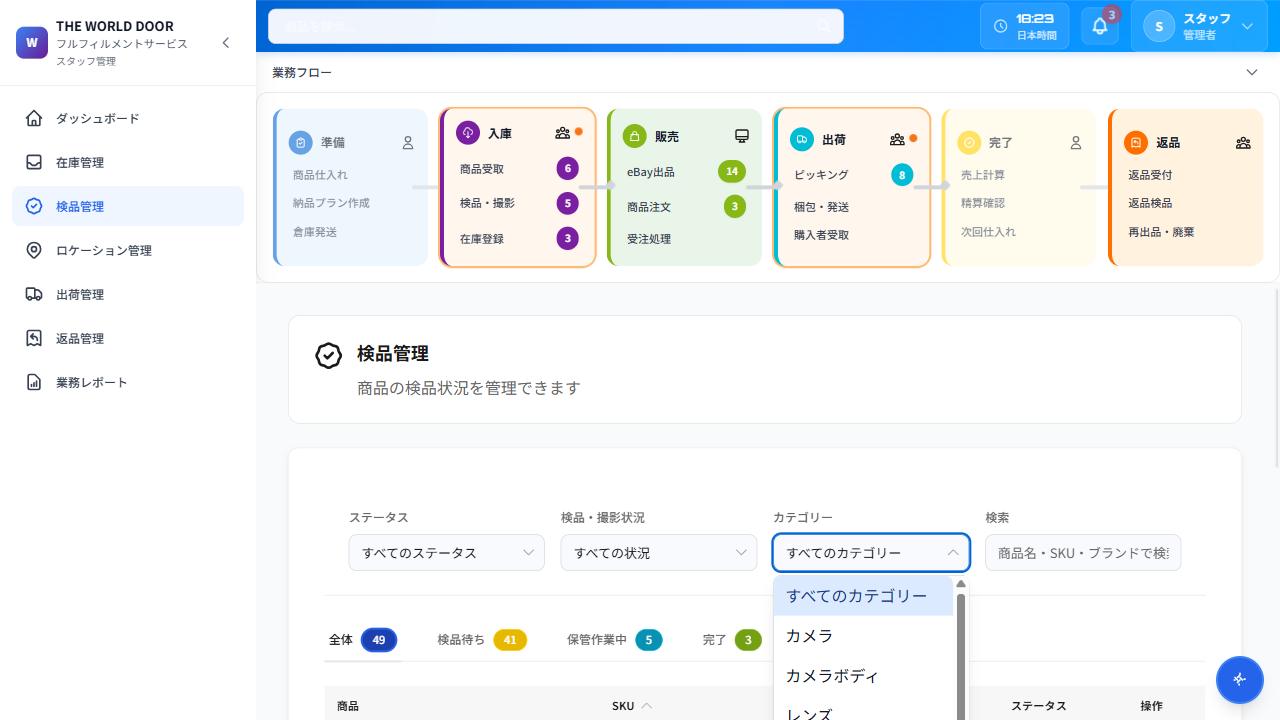 W
THE WORLD DOOR
フルフィルメントサービス
スタッフ管理
ダッシュボード
在庫管理
検品管理
ロケーション管理
出荷管理
返品管理
業務レポート
18:23
日本時間
3
S
スタッフ
管理者
業務フロー
準備
商品仕入れ
納品プラン作成
倉庫発送
入庫
商品受取 6
検品・撮影 5
在庫登録 3
販売
eBay出品 14
商品注文 3
受注処理
出荷
ピッキング 8
梱包・発送
購入者受取
完了
売上計算
精算確認
次回仕入れ
返品
返品受付
返品検品
再出品・廃棄
検品管理
商品の検品状況を管理できます
ステータス
すべてのステータス
検品・撮影状況
すべての状況
カテゴリー
すべてのカテゴリー
検索
商品名・SKU・ブランドで検
すべてのカテゴリー
カメラ
カメラボディ
レンズ
全体 49 検品待ち 41 保管作業中 5 完了 3
商品 SKU ステータス 操作